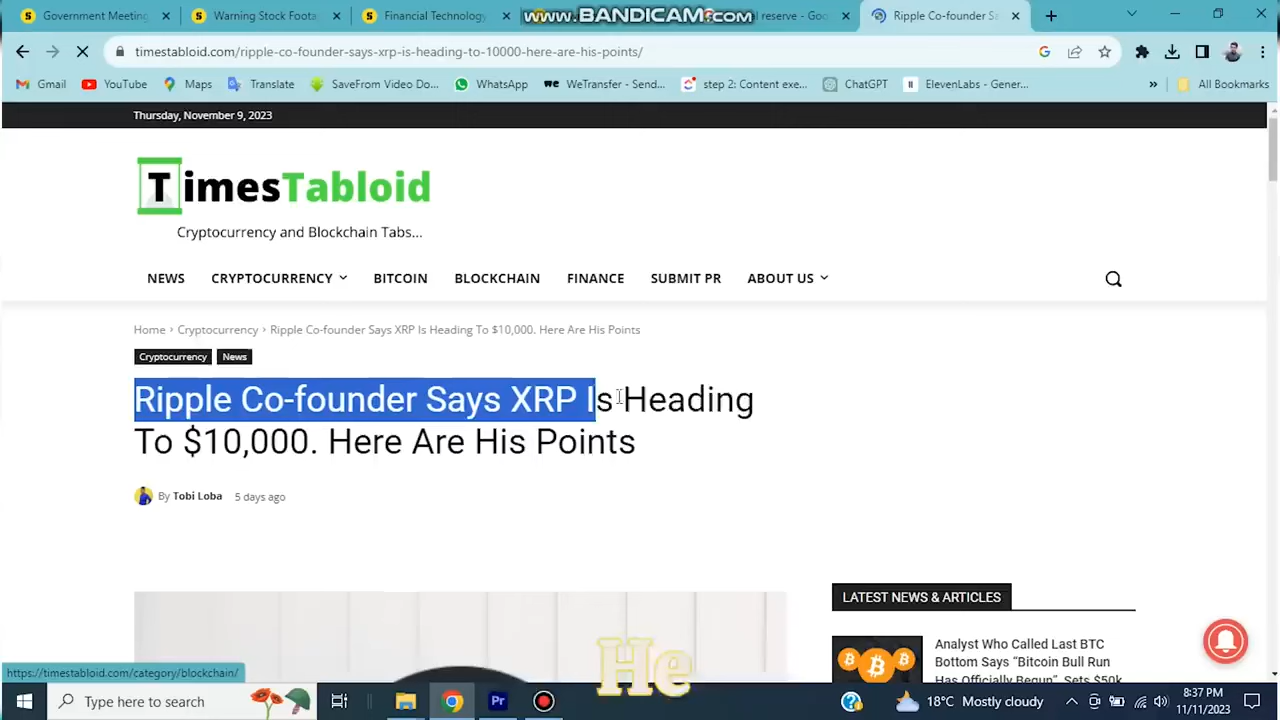 Government Meeting
Warning Stock Foota
Financial Technology
www.BANDICAM.com
l reserve - Goo
Ripple Co-founder Sa
timestabloid.com/ripple-co-founder-says-xrp-is-heading-to-10000-here-are-his-points/
Gmail
YouTube
Maps
Translate
SaveFrom Video Do...
WhatsApp
WeTransfer - Send...
step 2: Content exe...
ChatGPT
ElevenLabs - Gener...
»
All Bookmarks
Thursday, November 9, 2023
TimesTabloid
Cryptocurrency and Blockchain Tabs...
NEWS
CRYPTOCURRENCY
BITCOIN
BLOCKCHAIN
FINANCE
SUBMIT PR
ABOUT US
Home › Cryptocurrency › Ripple Co-founder Says XRP Is Heading To $10,000. Here Are His Points
Cryptocurrency
News
Ripple Co-founder Says XRP Is Heading
To $10,000. Here Are His Points
By Tobi Loba 5 days ago
LATEST NEWS & ARTICLES
Analyst Who Called Last BTC
Bottom Says “Bitcoin Bull Run
Has Officially Begun”, Sets $50k
He
https://timestabloid.com/category/blockchain/
Type here to search
Pr
18°C Mostly cloudy
8:37 PM
11/11/2023